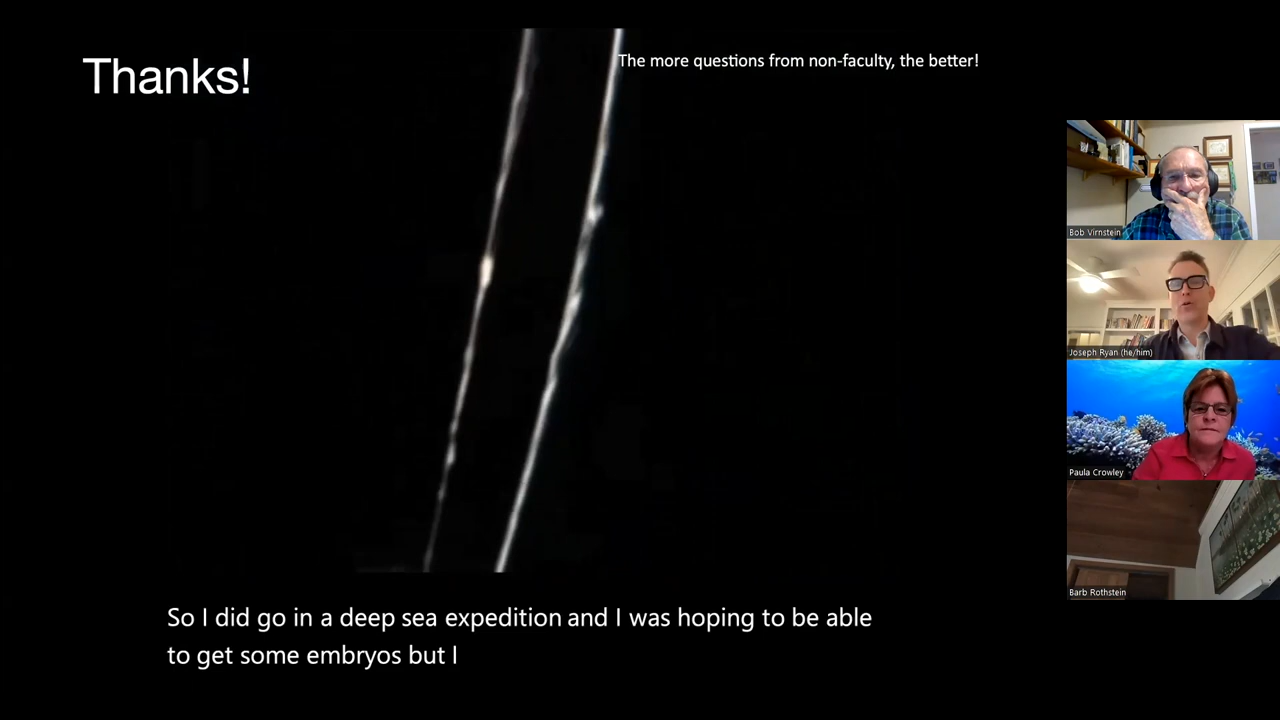 Thanks!
The more questions from non-faculty, the better!
Bob Virnstein
Joseph Ryan (he/him)
Paula Crowley
Barb Rothstein
So I did go in a deep sea expedition and I was hoping to be able
to get some embryos but I